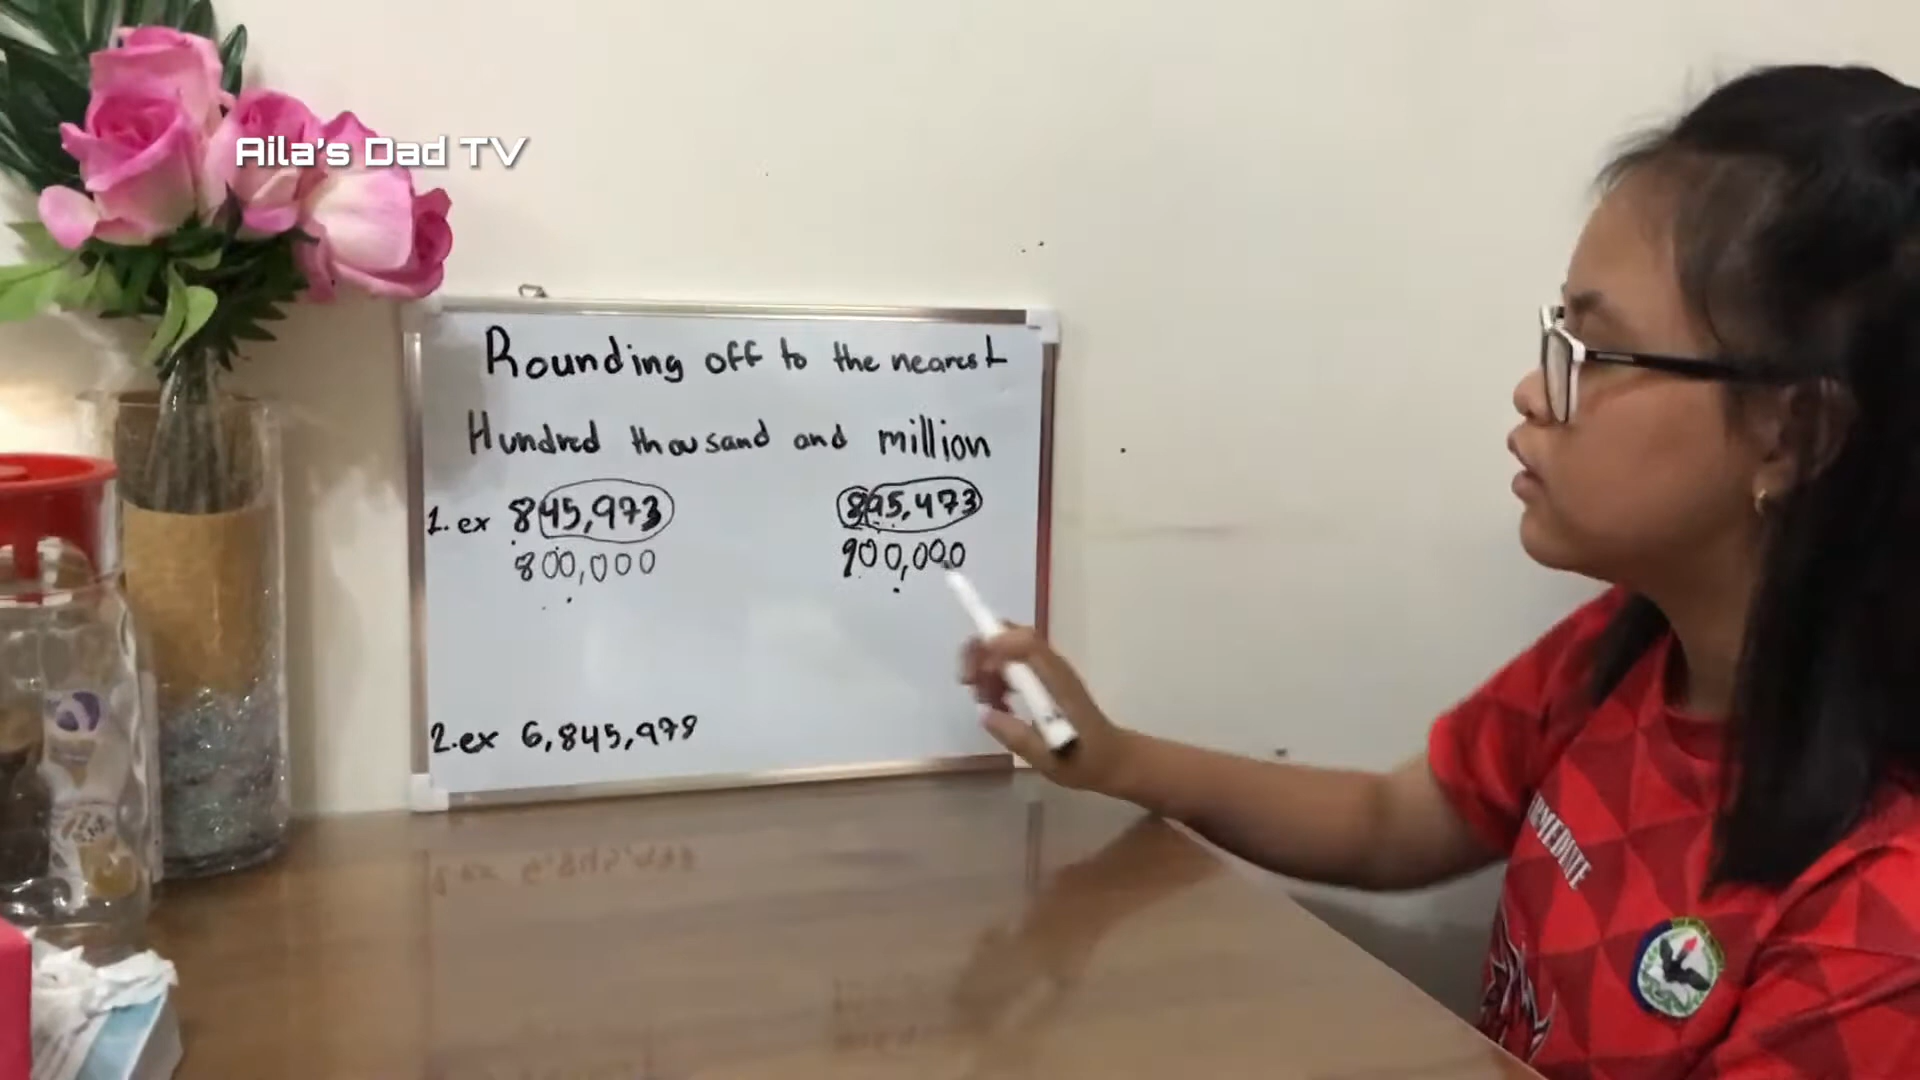 Aila's Dad TV
Rounding off to the nearest
Hundred thousand and million
1. ex 845,973 895,473
800,000 900,000
2. ex 6,845,978